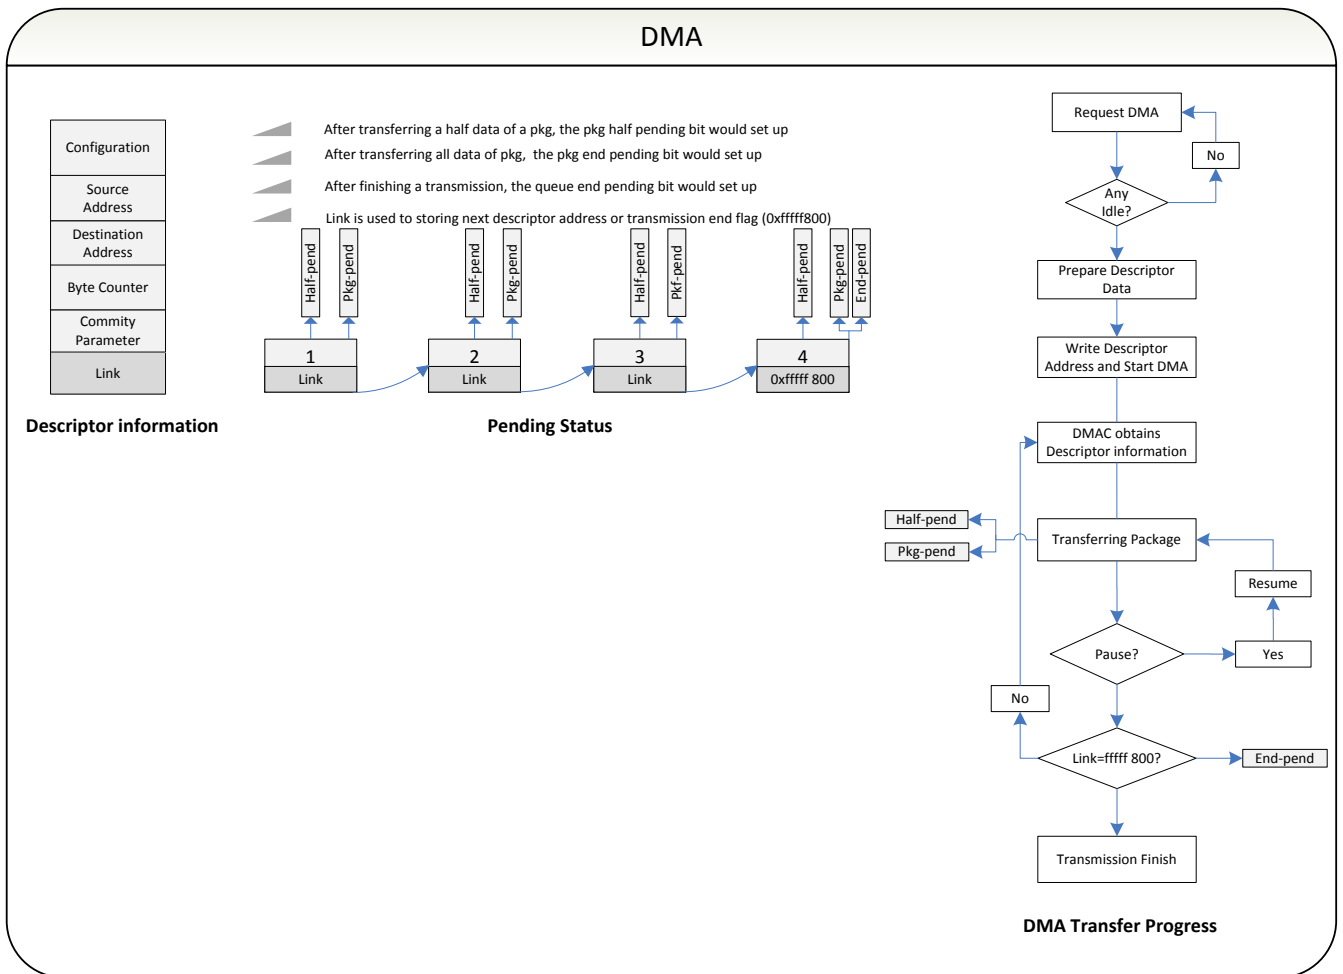 DMA
Configuration
Source
Address
Destination
Address
Byte Counter
Commity
Parameter
Link
Descriptor information
After transferring a half data of a pkg, the pkg half pending bit would set up
After transferring all data of pkg, the pkg end pending bit would set up
After finishing a transmission, the queue end pending bit would set up
Link is used to storing next descriptor address or transmission end flag (0xfffff800)
Half-pend
Pkg-pend
Half-pend
Pkg-pend
Half-pend
Pkf-pend
Half-pend
Pkg-pend
End-pend
1
Link
2
Link
3
Link
4
0xfffff 800
Pending Status
Request DMA
No
Any
Idle?
Prepare Descriptor
Data
Write Descriptor
Address and Start DMA
DMAC obtains
Descriptor information
Half-pend
Pkg-pend
Transferring Package
Resume
Pause?
Yes
No
Link=fffff 800?
End-pend
Transmission Finish
DMA Transfer Progress